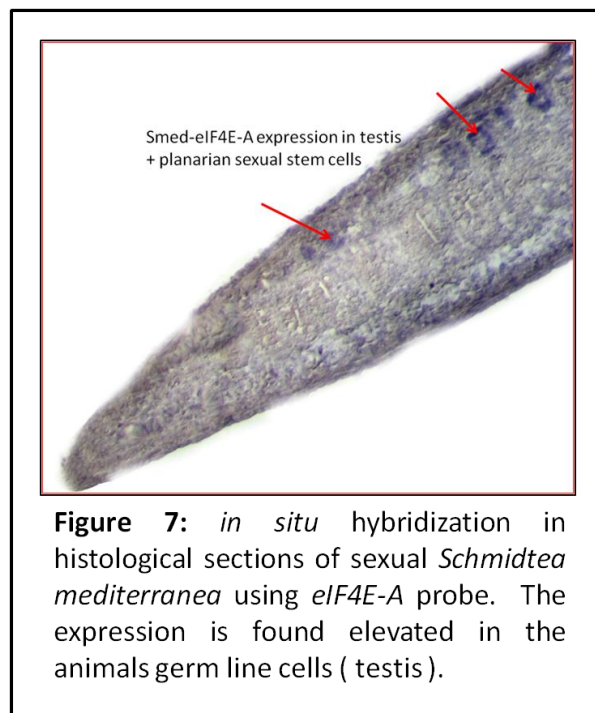 Smed-eIF4E-A expression in testis
+ planarian sexual stem cells
Figure 7: in situ hybridization in
histological sections of sexual Schmidtea
mediterranea using eIF4E-A probe. The
expression is found elevated in the
animals germ line cells ( testis ).